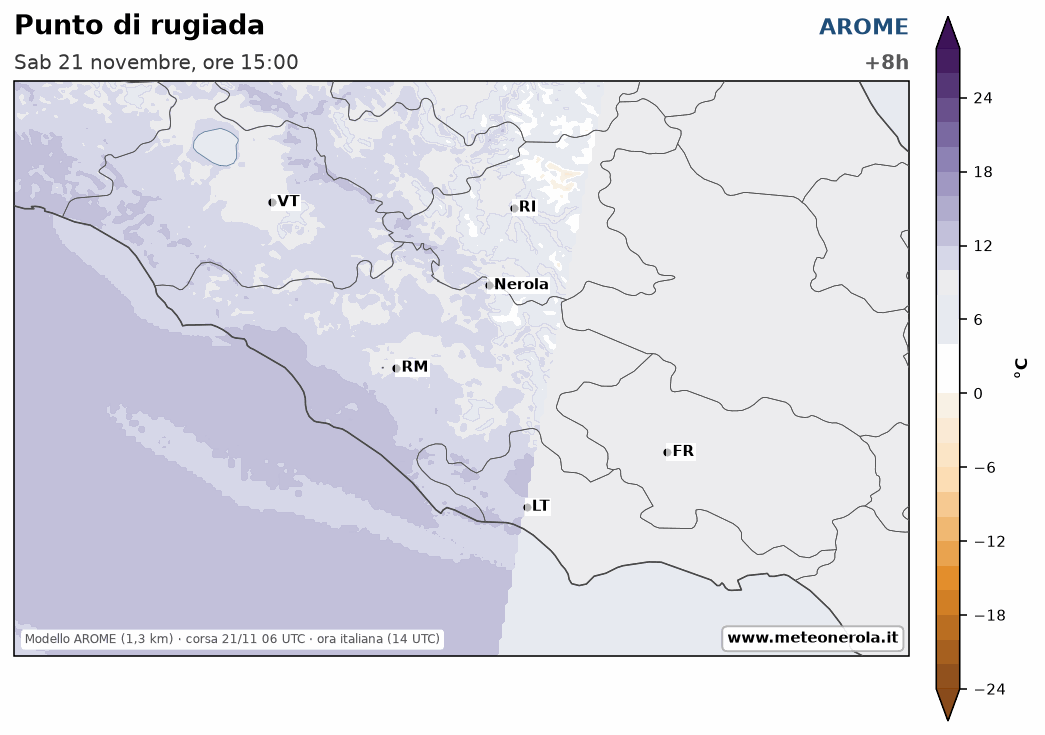 Punto di rugiada
AROME
Sab 21 novembre, ore 15:00
+8h
24
18
12
6
0
−6
−12
−18
−24
°C
VT
RI
Nerola
RM
FR
LT
Modello AROME (1,3 km) · corsa 21/11 06 UTC · ora italiana (14 UTC)
www.meteonerola.it